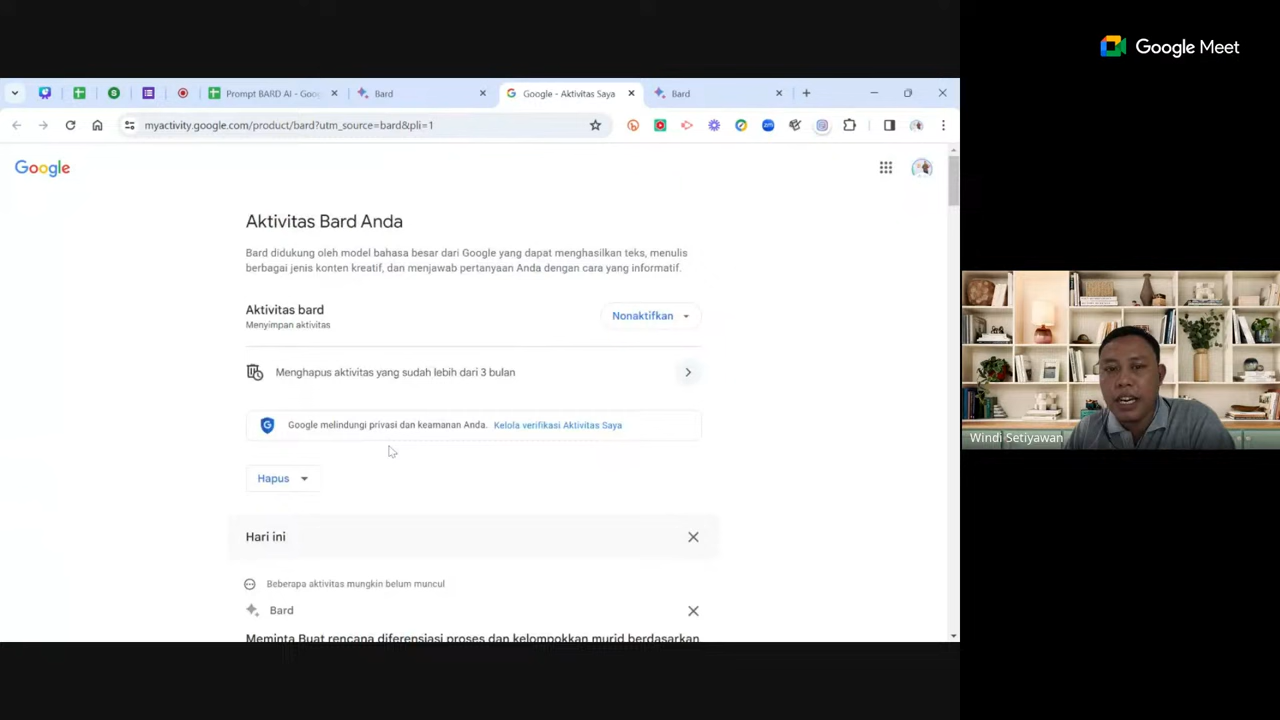 Google Meet
Prompt BARD AI - Goo
Bard
Google - Aktivitas Saya
Bard
myactivity.google.com/product/bard?utm_source=bard&pli=1
Google
Aktivitas Bard Anda
Bard didukung oleh model bahasa besar dari Google yang dapat menghasilkan teks, menulis
berbagai jenis konten kreatif, dan menjawab pertanyaan Anda dengan cara yang informatif.
Aktivitas bard
Menyimpan aktivitas
Nonaktifkan
Menghapus aktivitas yang sudah lebih dari 3 bulan
Google melindungi privasi dan keamanan Anda. Kelola verifikasi Aktivitas Saya
Hapus
Hari ini
Beberapa aktivitas mungkin belum muncul
Bard
Meminta Buat rencana diferensiasi proses dan kelompokkan murid berdasarkan
Windi Setiyawan